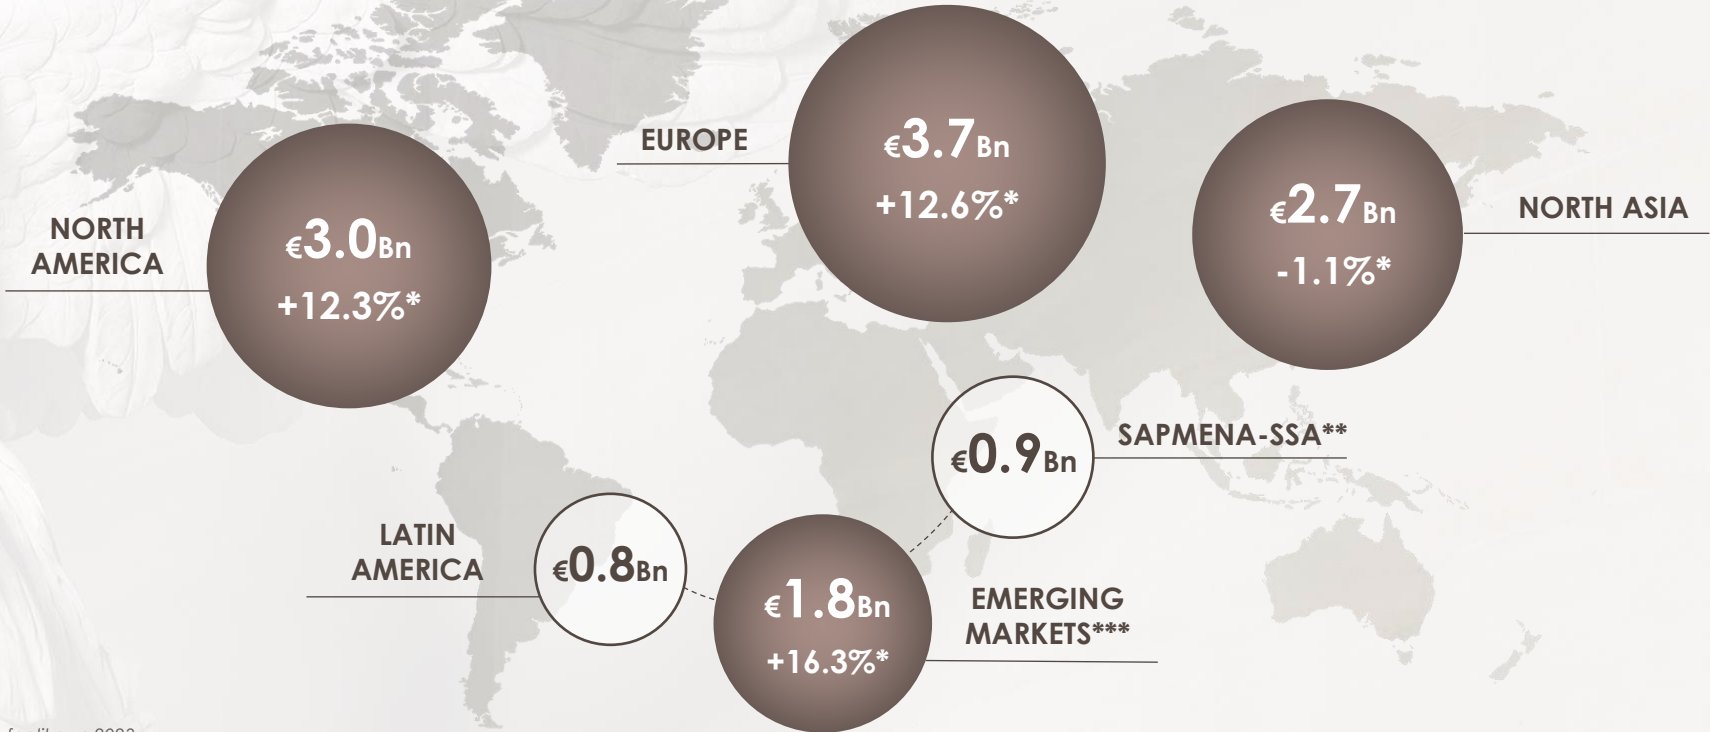 EUROPE
€3.7Bn
+12.6%*
NORTH
AMERICA
€3.0Bn
+12.3%*
€2.7Bn
-1.1%*
NORTH ASIA
SAPMENA-SSA**
€0.9Bn
LATIN
AMERICA
€0.8Bn
€1.8Bn
+16.3%*
EMERGING
MARKETS***